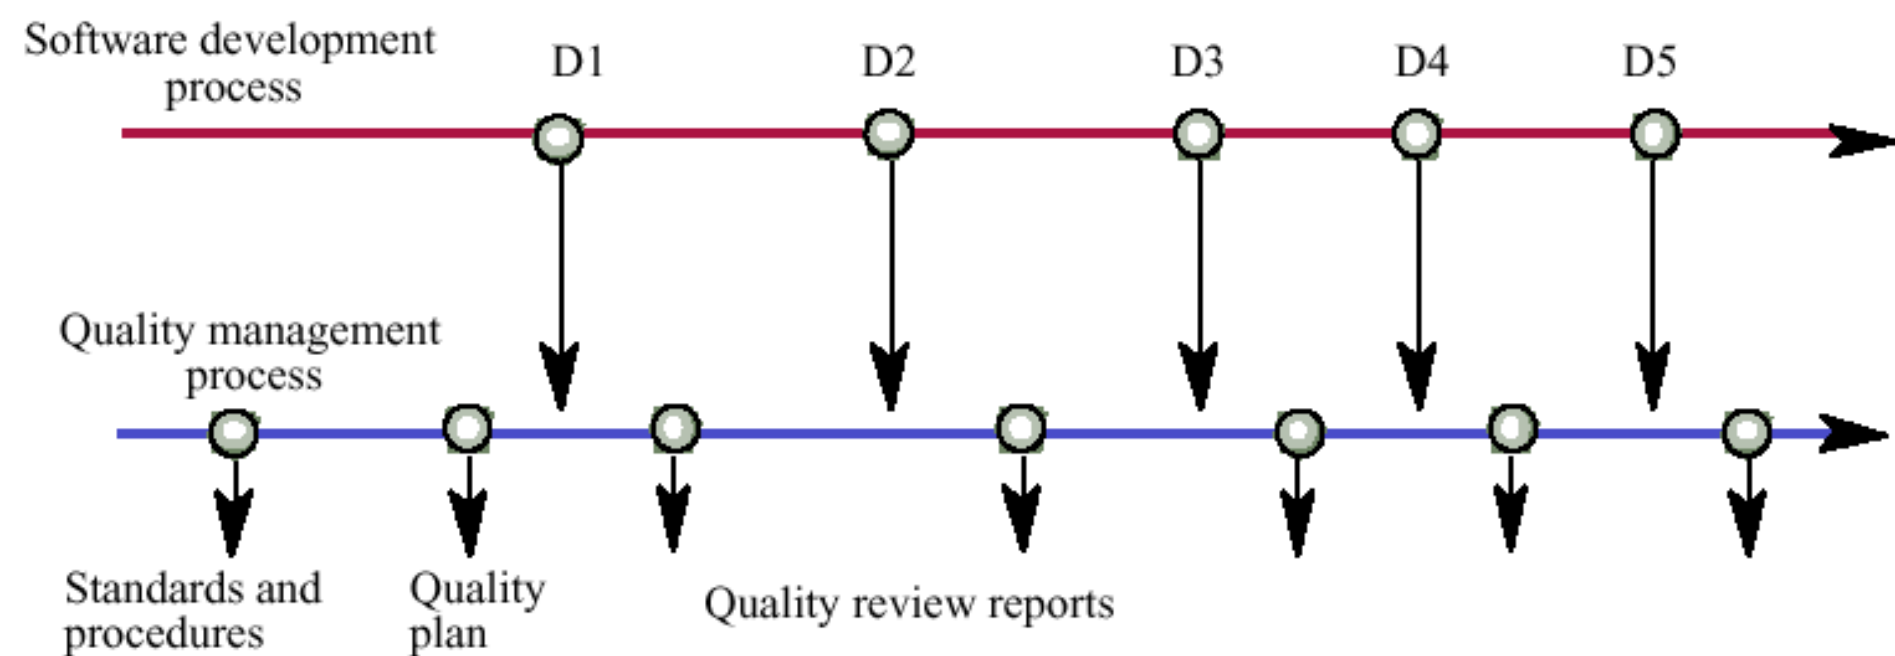 Software development
process
D1
D2
D3
D4
D5
Quality management
process
Standards and
procedures
Quality
plan
Quality review reports